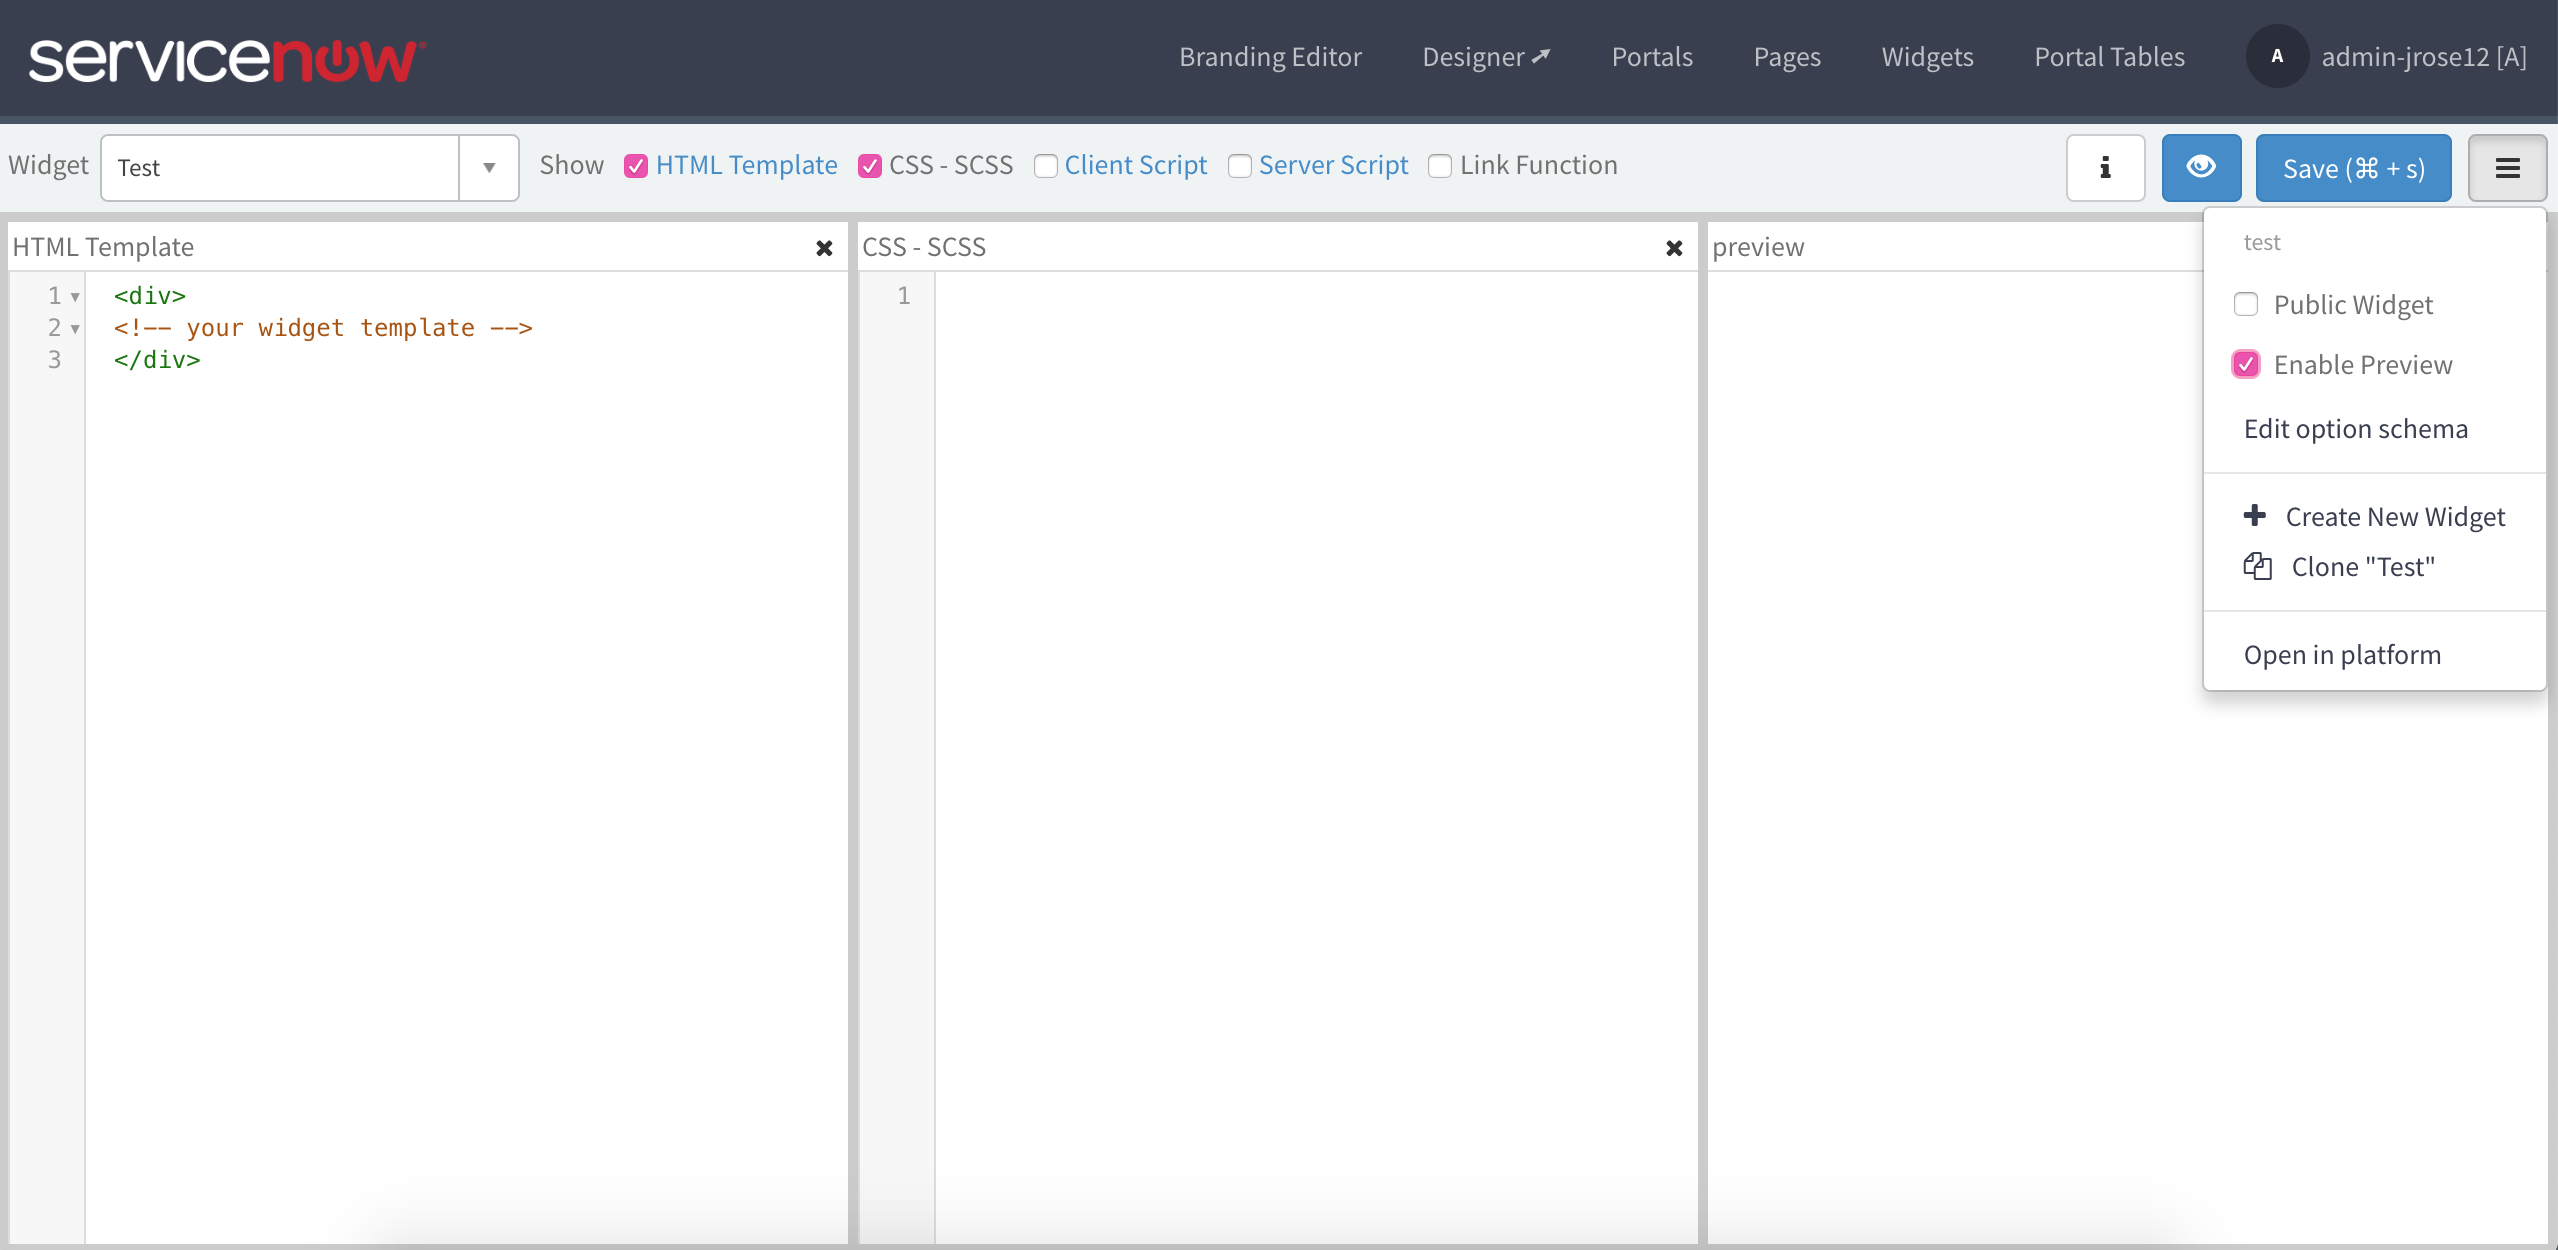 servicenow
Branding Editor Designer Portals Pages Widgets Portal Tables A admin-jrose12 [A]
Widget Test Show HTML Template CSS - SCSS Client Script Server Script Link Function i Save (⌘ + s)
HTML Template CSS - SCSS preview
1 <div>
2 <!-- your widget template -->
3 </div>
1
test
Public Widget
Enable Preview
Edit option schema
Create New Widget
Clone "Test"
Open in platform